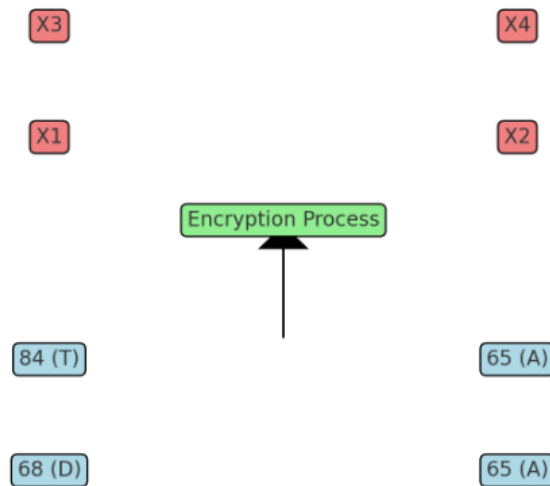 X3 X4
X1 X2
Encryption Process
84 (T) 65 (A)
68 (D) 65 (A)